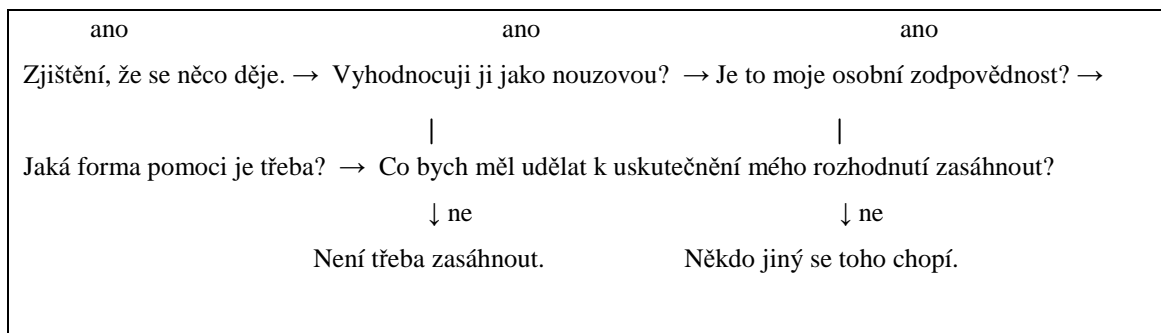 ano ano ano
Zjištění, že se něco děje. → Vyhodnocuji ji jako nouzovou? → Je to moje osobní zodpovědnost? →
Jaká forma pomoci je třeba? → Co bych měl udělat k uskutečnění mého rozhodnutí zasáhnout?
↓ ne ↓ ne
Není třeba zasáhnout. Někdo jiný se toho chopí.